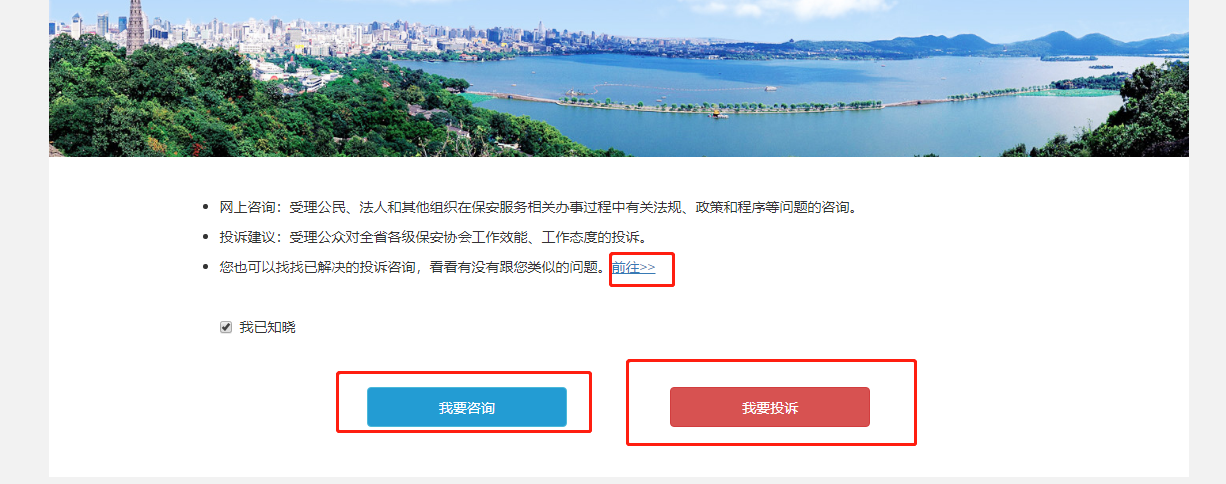 网上咨询：受理公民、法人和其他组织在保安服务相关办事过程中有关法规、政策和程序等问题的咨询。
投诉建议：受理公众对全省各级保安协会工作效能、工作态度的投诉。
您也可以找找已解决的投诉咨询，看看有没有跟您类似的问题。前往>>
我已知晓
我要咨询
我要投诉